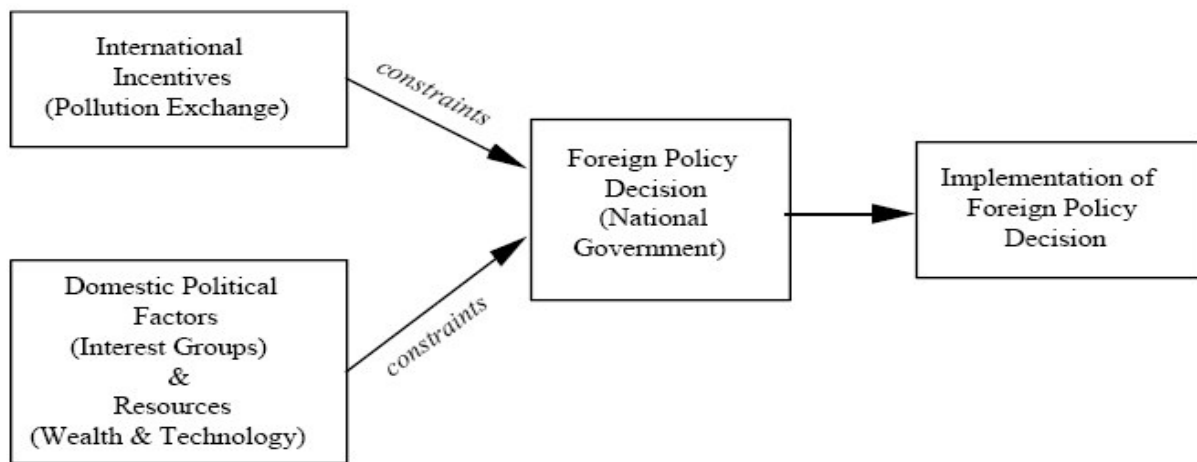 International
Incentives
(Pollution Exchange)
constraints
Domestic Political
Factors
(Interest Groups)
&
Resources
(Wealth & Technology)
constraints
Foreign Policy
Decision
(National
Government)
Implementation of
Foreign Policy
Decision